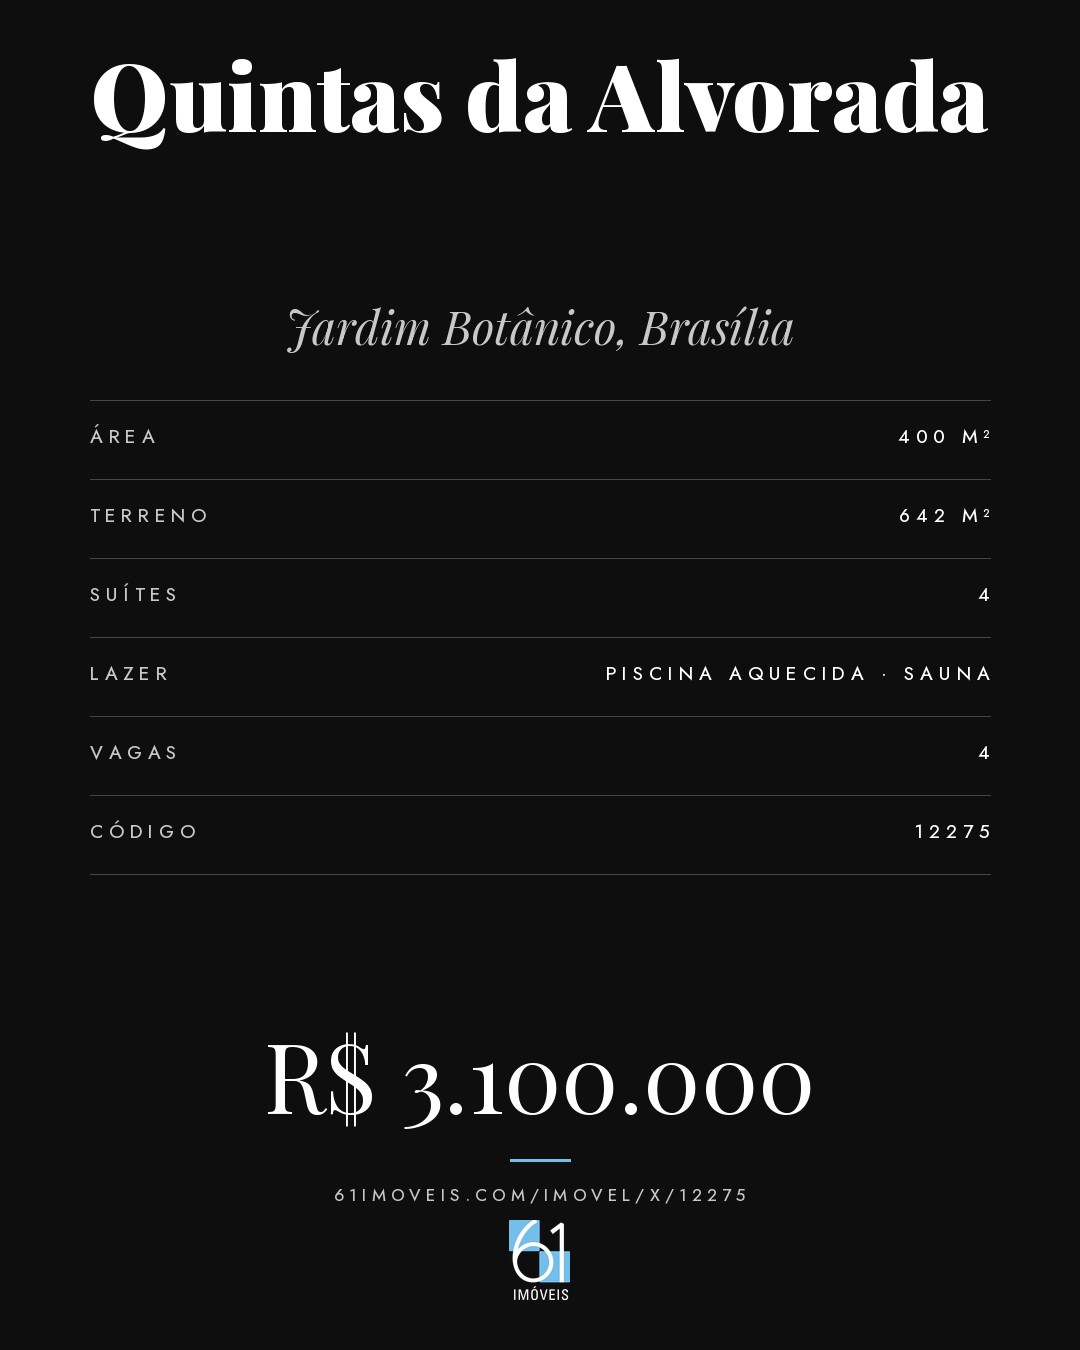 Quintas da Alvorada
Jardim Botânico, Brasília
ÁREA 400 M²
TERRENO 642 M²
SUÍTES 4
LAZER PISCINA AQUECIDA · SAUNA
VAGAS 4
CÓDIGO 12275
R$ 3.100.000
61IMOVEIS.COM/IMOVEL/X/12275
61
IMÓVEIS